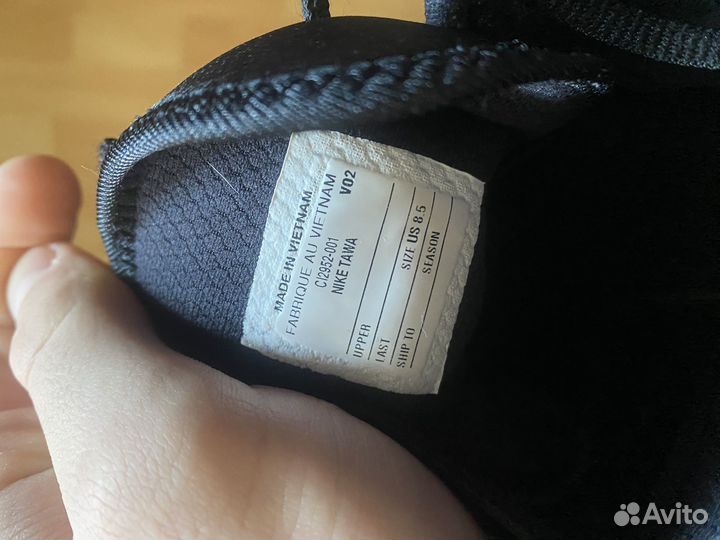 MADE IN VIETNAM
FABRIQUE AU VIETNAM
CI2952-001 V02
NIKE TAWA
UPPER
LAST SIZE US 8.5
SHIP TO SEASON
Avito